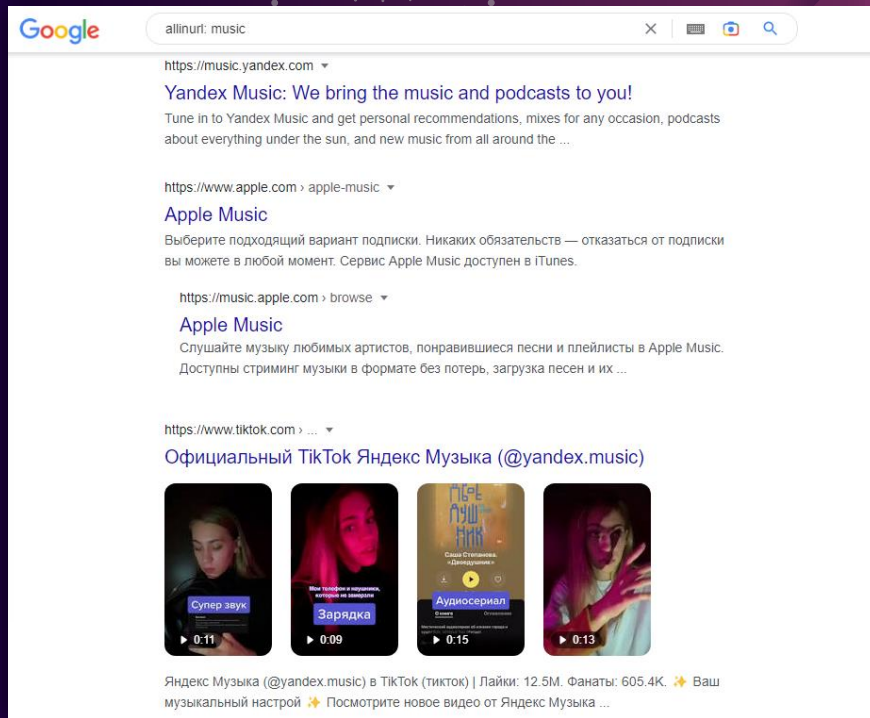 Google
allinurl: music
https://music.yandex.com
Yandex Music: We bring the music and podcasts to you!
Tune in to Yandex Music and get personal recommendations, mixes for any occasion, podcasts
about everything under the sun, and new music from all around the ...
https://www.apple.com › apple-music
Apple Music
Выберите подходящий вариант подписки. Никаких обязательств — отказаться от подписки
вы можете в любой момент. Сервис Apple Music доступен в iTunes.
https://music.apple.com › browse
Apple Music
Слушайте музыку любимых артистов, понравившиеся песни и плейлисты в Apple Music.
Доступны стриминг музыки в формате без потерь, загрузка песен и их ...
https://www.tiktok.com › ...
Официальный TikTok Яндекс Музыка (@yandex.music)
Супер звук
0:11
Мои телефон и наушники,
которые не замерзли
Зарядка
0:09
ДВОЕ
ДУШ
НИК
Саша Степанова.
«Двоедушник»
Аудиосериал
О книге
Оглавление
0:15
0:13
Яндекс Музыка (@yandex.music) в TikTok (тикток) | Лайки: 12.5M. Фанаты: 605.4K. ✨ Ваш
музыкальный настрой ✨ Посмотрите новое видео от Яндекс Музыка ...